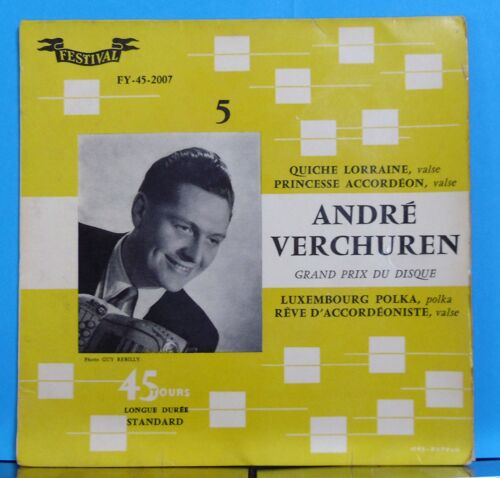 FESTIVAL
FY-45-2007
5
QUICHE LORRAINE, valse
PRINCESSE ACCORDÉON, valse
ANDRÉ
VERCHUREN
GRAND PRIX DU DISQUE
LUXEMBOURG POLKA, polka
RÊVE D'ACCORDÉONISTE, valse
Photo GUY REBILLY
45 TOURS
LONGUE DURÉE
STANDARD